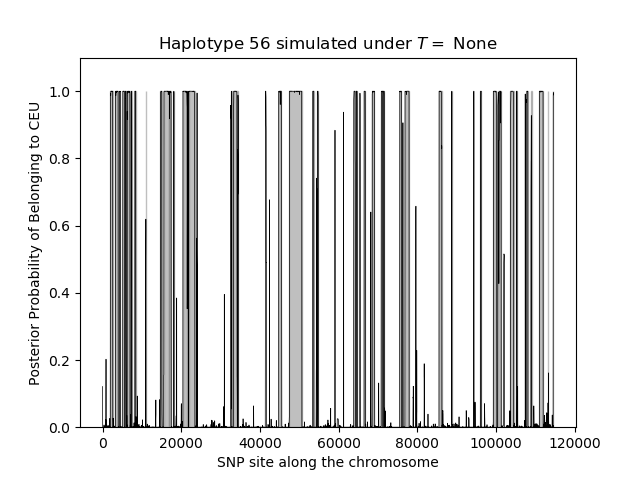 Haplotype 56 simulated under T = None
Posterior Probability of Belonging to CEU
1.0
0.8
0.6
0.4
0.2
0.0
0 20000 40000 60000 80000 100000 120000
SNP site along the chromosome